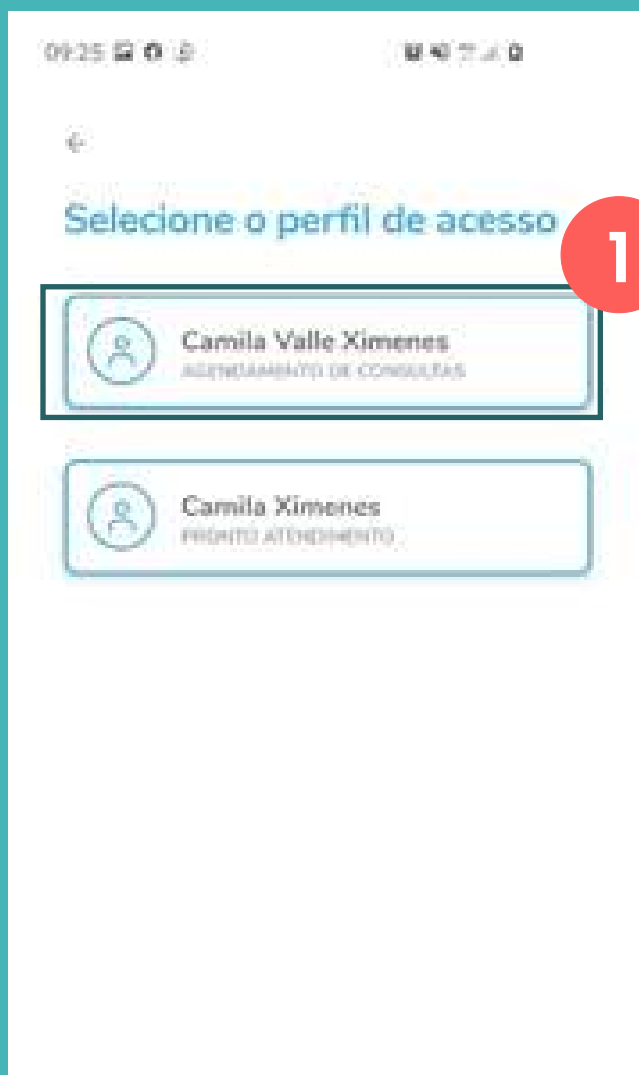 09:25
Selecione o perfil de acesso
1
Camila Valle Ximenes
AGENDAMENTO DE CONSULTAS
Camila Ximenes
PRONTO ATENDIMENTO